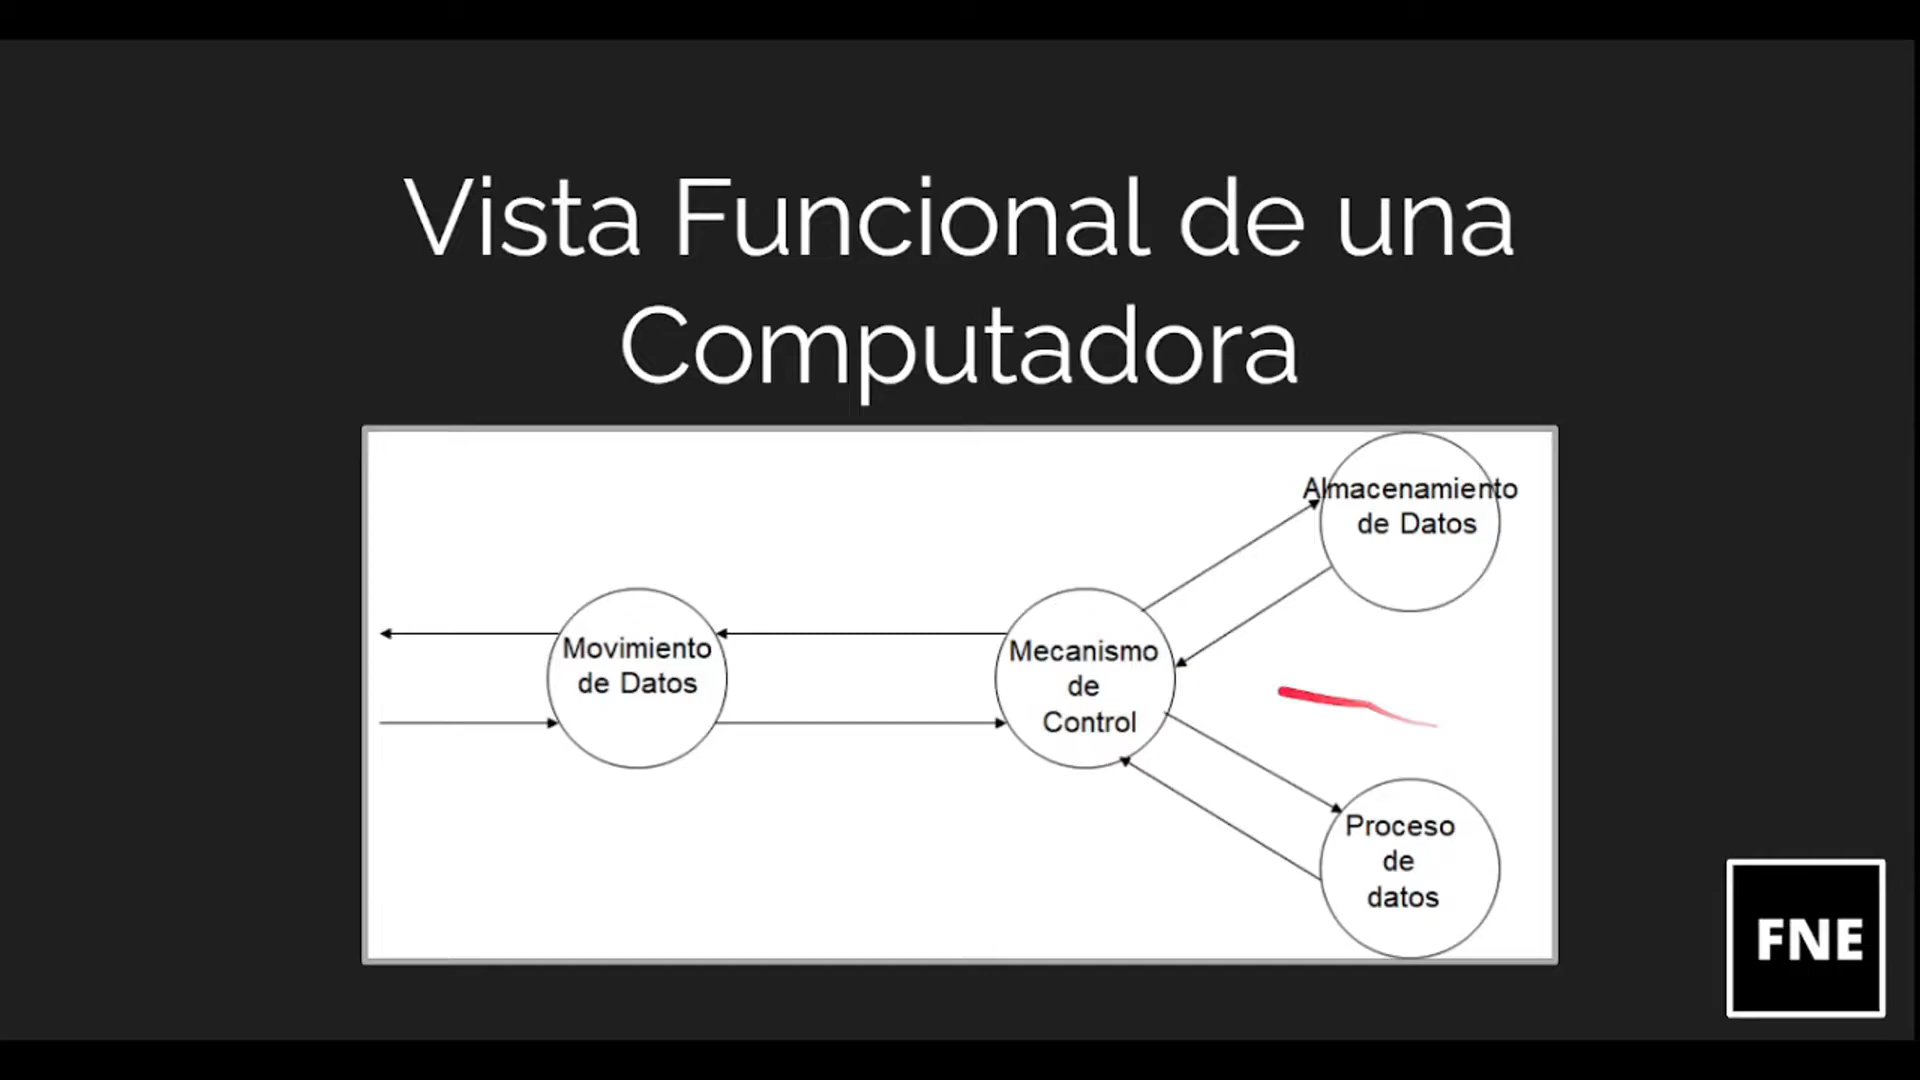 Vista Funcional de una
Computadora
Almacenamiento
de Datos
Movimiento
de Datos
Mecanismo
de
Control
Proceso
de
datos
FNE